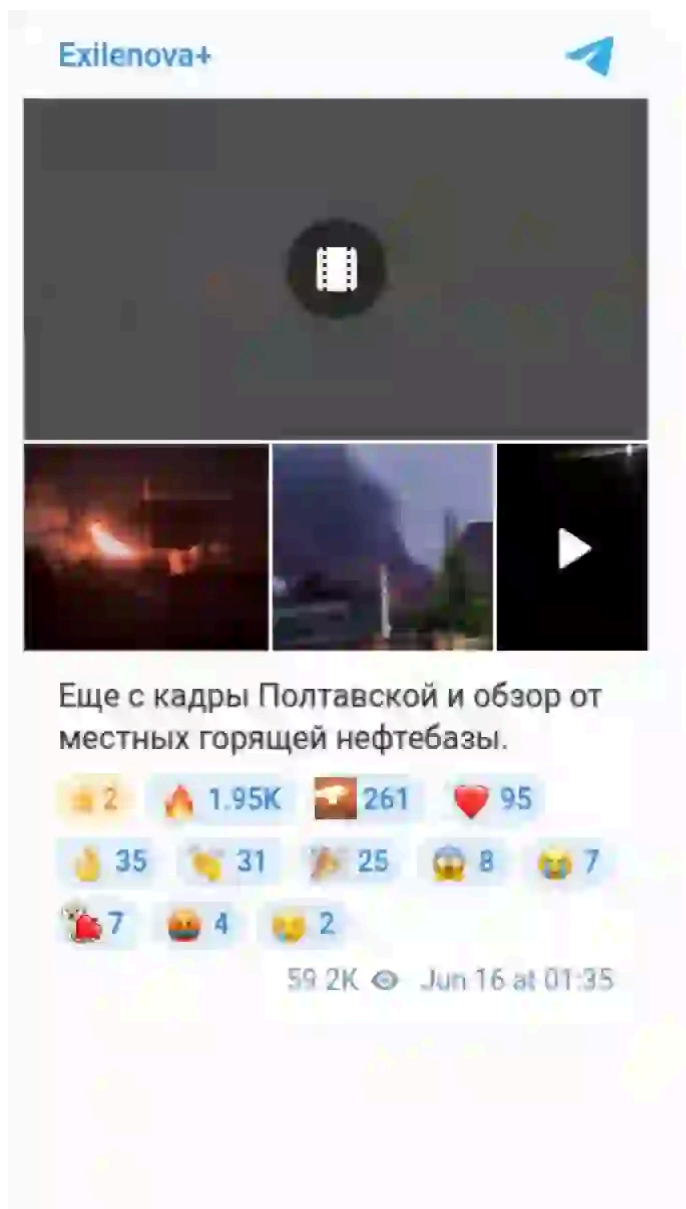 Exilenova+
Еще с кадры Полтавской и обзор от
местных горящей нефтебазы.
2 1.95K 261 95
35 31 25 8 7
7 4 2
59.2K Jun 16 at 01:35